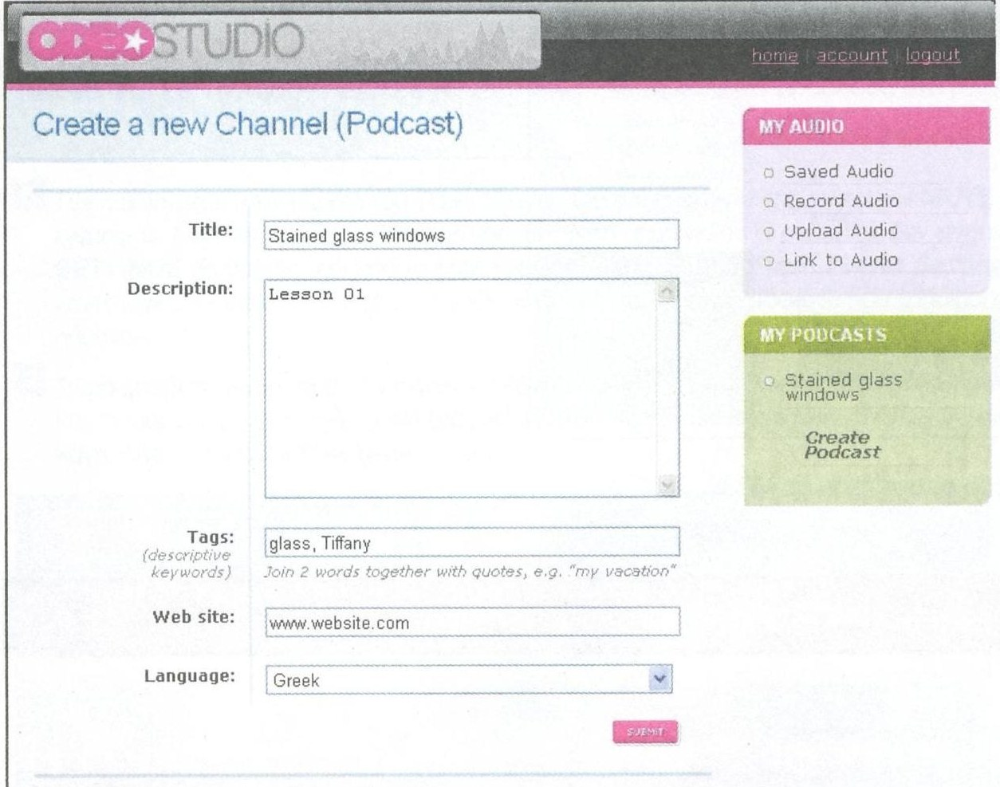 ODEO STUDIO
home | account | logout
Create a new Channel (Podcast)
Title:
Stained glass windows
Description:
Lesson 01
Tags:
(descriptive
keywords)
glass, Tiffany
Join 2 words together with quotes, e.g. "my vacation"
Web site:
www.website.com
Language:
Greek
SUBMIT
MY AUDIO
Saved Audio
Record Audio
Upload Audio
Link to Audio
MY PODCASTS
Stained glass
windows
Create
Podcast